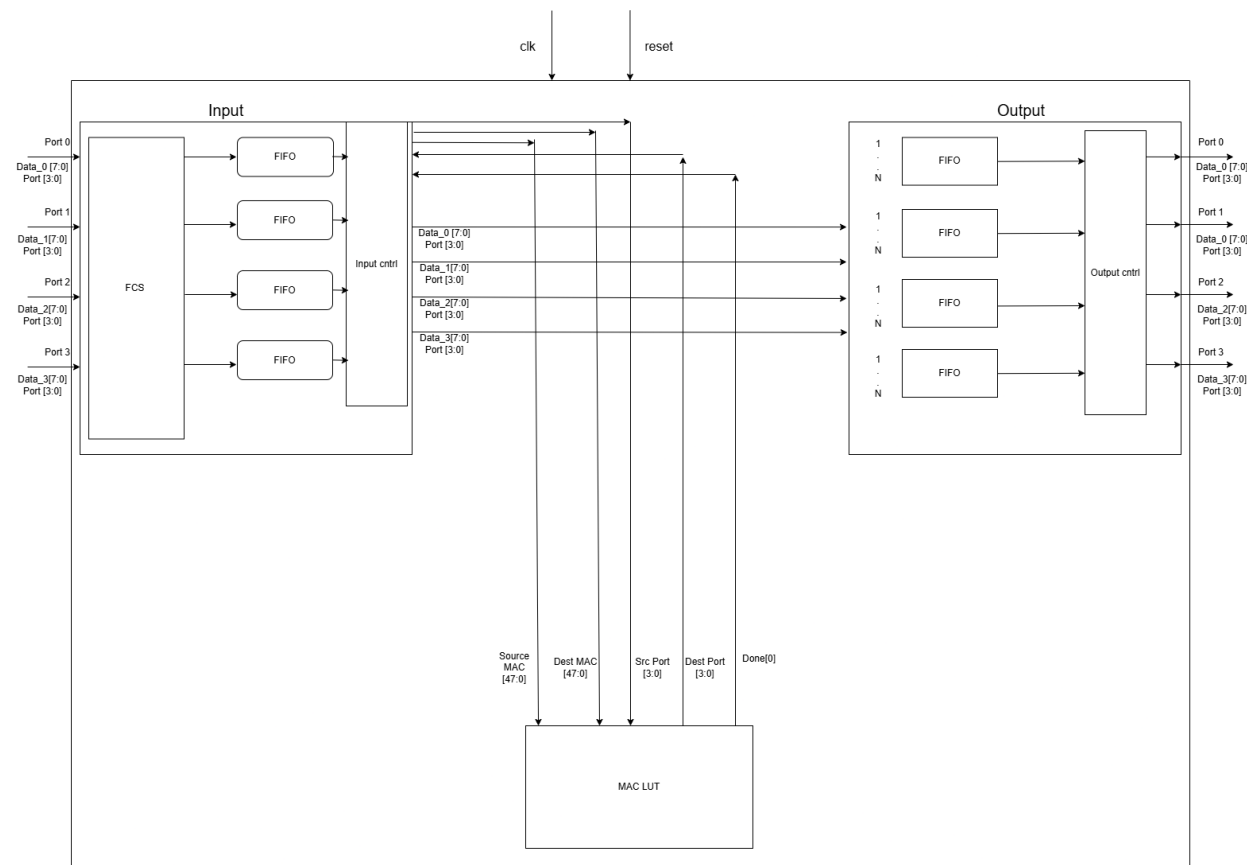 clk
reset
Input
Output
Port 0
Data_0 [7:0]
Port [3:0]
Port 1
Data_1[7:0]
Port [3:0]
Port 2
Data_2[7:0]
Port [3:0]
Port 3
Data_3[7:0]
Port [3:0]
FCS
FIFO
FIFO
FIFO
FIFO
Input cntrl
Data_0 [7:0]
Port [3:0]
Data_1[7:0]
Port [3:0]
Data_2[7:0]
Port [3:0]
Data_3[7:0]
Port [3:0]
1
.
.
N
1
.
.
N
1
.
.
N
1
.
.
N
FIFO
FIFO
FIFO
FIFO
Output cntrl
Port 0
Data_0 [7:0]
Port [3:0]
Port 1
Data_0 [7:0]
Port [3:0]
Port 2
Data_2[7:0]
Port [3:0]
Port 3
Data_3[7:0]
Port [3:0]
Source
MAC
[47:0]
Dest MAC
[47:0]
Src Port
[3:0]
Dest Port
[3:0]
Done[0]
MAC LUT